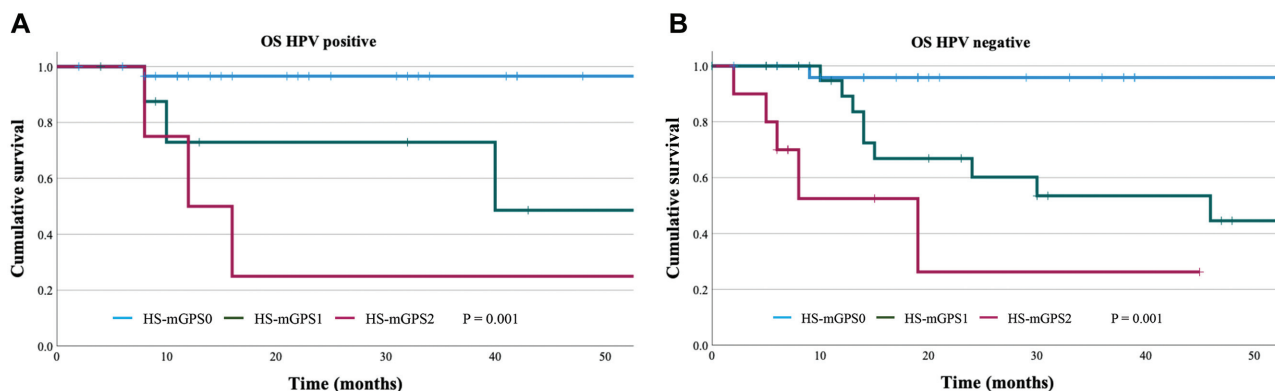 A
OS HPV positive
Cumulative survival
1.0
0.8
0.6
0.4
0.2
0.0
HS-mGPS0 HS-mGPS1 HS-mGPS2 P = 0.001
0 10 20 30 40 50
Time (months)
B
OS HPV negative
Cumulative survival
1.0
0.8
0.6
0.4
0.2
0.0
HS-mGPS0 HS-mGPS1 HS-mGPS2 P = 0.001
0 10 20 30 40 50
Time (months)